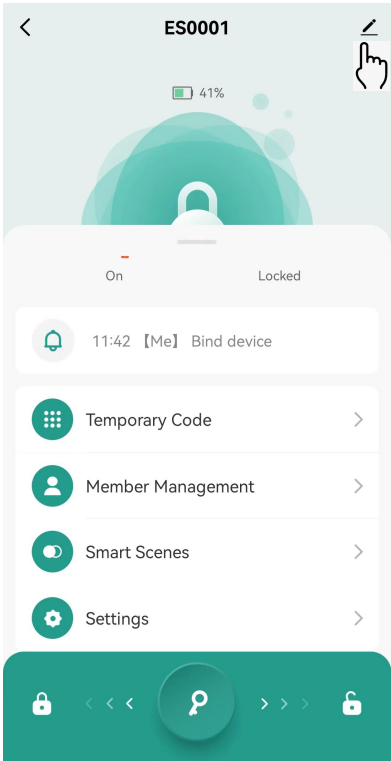 ES0001
41%
On Locked
11:42 【Me】 Bind device
Temporary Code
Member Management
Smart Scenes
Settings